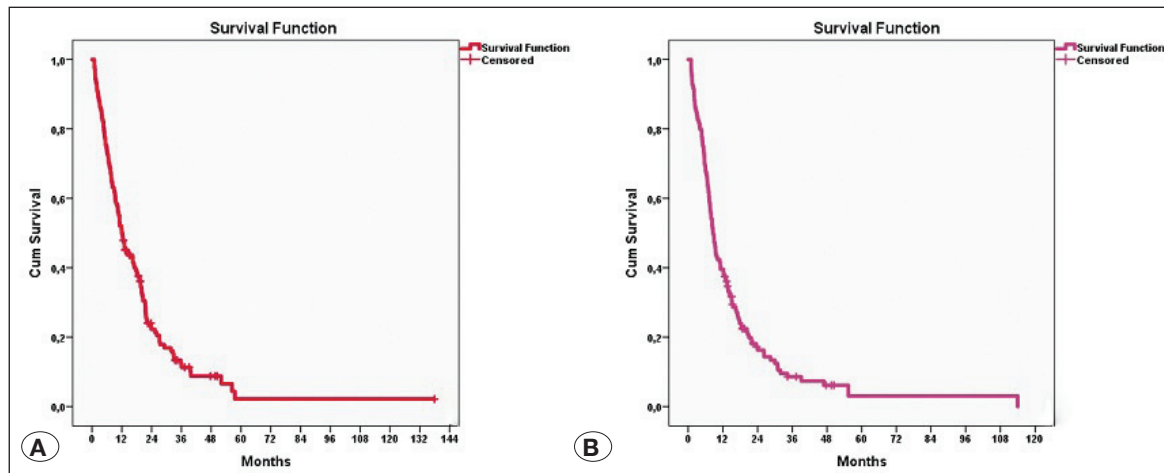 Survival Function
Survival Function
Censored
1,0
0,8
0,6
0,4
0,2
0,0
Cum Survival
0 12 24 36 48 60 72 84 96 108 120 132 144
Months
A
Survival Function
Survival Function
Censored
1,0
0,8
0,6
0,4
0,2
0,0
Cum Survival
0 12 24 36 48 60 72 84 96 108 120
Months
B